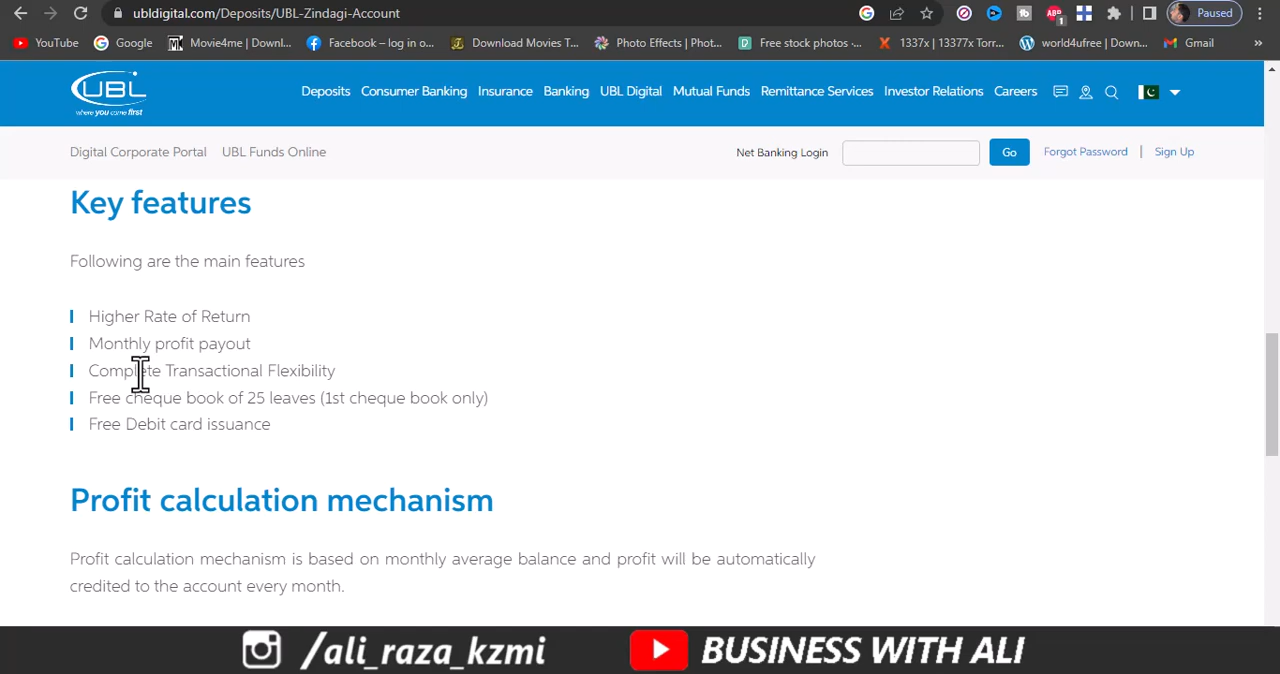 ubldigital.com/Deposits/UBL-Zindagi-Account
Paused
YouTube Google Movie4me | Downl... Facebook – log in o... Download Movies T... Photo Effects | Phot... Free stock photos -... 1337x | 13377x Torr... world4ufree | Down... Gmail »
UBL
where you come first
Deposits Consumer Banking Insurance Banking UBL Digital Mutual Funds Remittance Services Investor Relations Careers
Digital Corporate Portal UBL Funds Online Net Banking Login Go Forgot Password | Sign Up
Key features
Following are the main features
Higher Rate of Return
Monthly profit payout
Complete Transactional Flexibility
Free cheque book of 25 leaves (1st cheque book only)
Free Debit card issuance
Profit calculation mechanism
Profit calculation mechanism is based on monthly average balance and profit will be automatically
credited to the account every month.
/ali_raza_kzmi BUSINESS WITH ALI